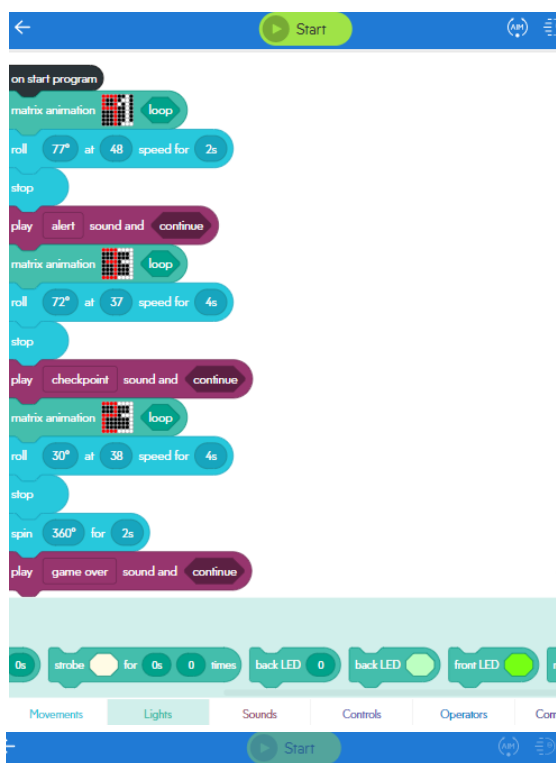 Start
AIM
on start program
matrix animation loop
roll 77° at 48 speed for 2s
stop
play alert sound and continue
matrix animation loop
roll 72° at 37 speed for 4s
stop
play checkpoint sound and continue
matrix animation loop
roll 30° at 38 speed for 4s
stop
spin 360° for 2s
play game over sound and continue
0s strobe for 0s 0 times back LED 0 back LED front LED
Movements Lights Sounds Controls Operators Com
Start
AIM